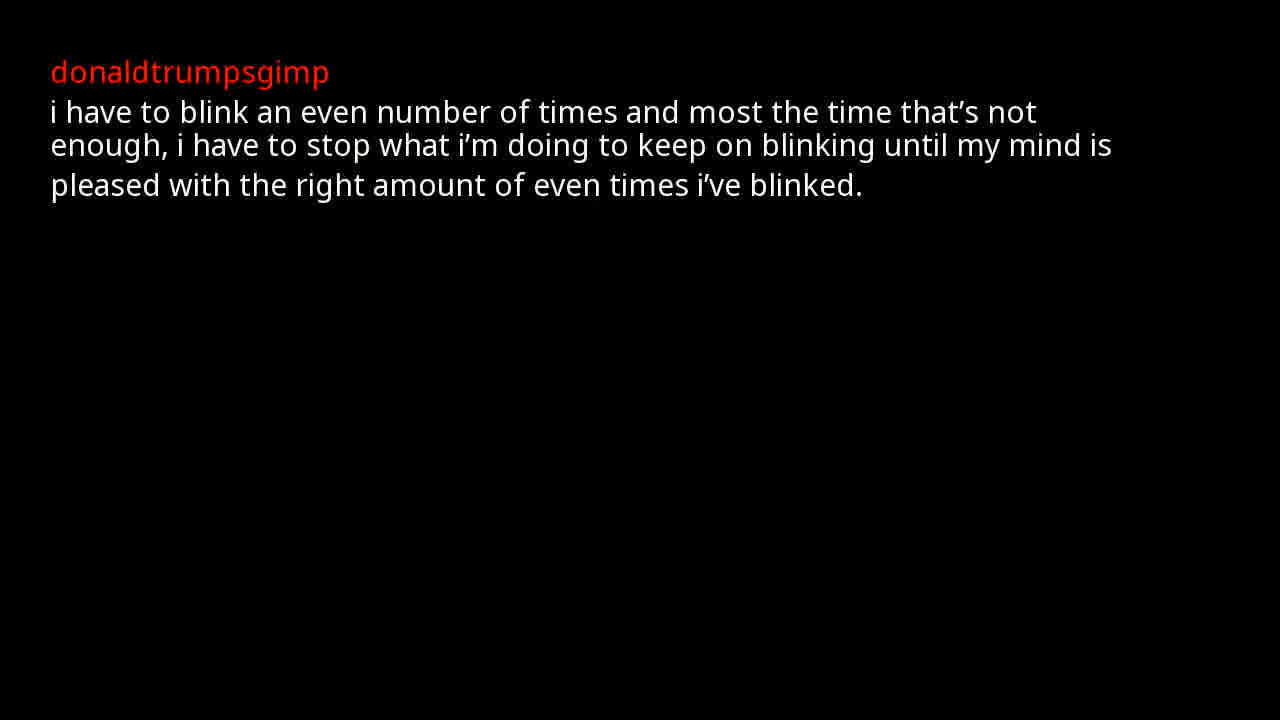 donaldtrumpsgimp
i have to blink an even number of times and most the time that’s not
enough, i have to stop what i’m doing to keep on blinking until my mind is
pleased with the right amount of even times i’ve blinked.